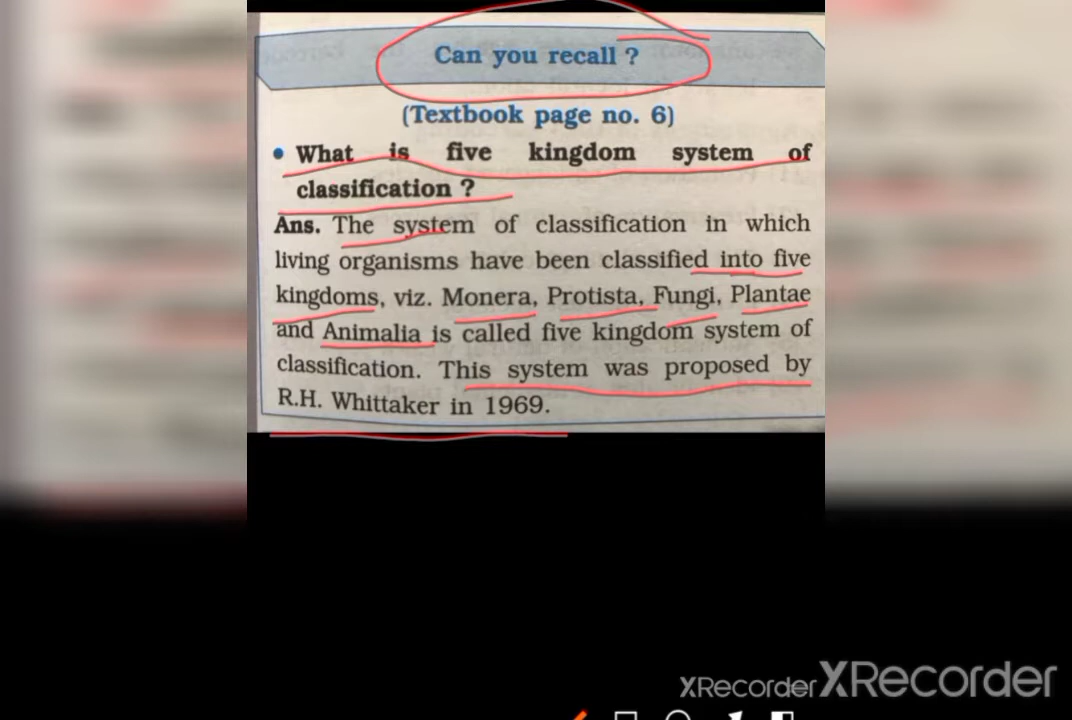 Can you recall ?
(Textbook page no. 6)
• What is five kingdom system of
classification ?
Ans. The system of classification in which
living organisms have been classified into five
kingdoms, viz. Monera, Protista, Fungi, Plantae
and Animalia is called five kingdom system of
classification. This system was proposed by
R.H. Whittaker in 1969.
XRecorder XRecorder